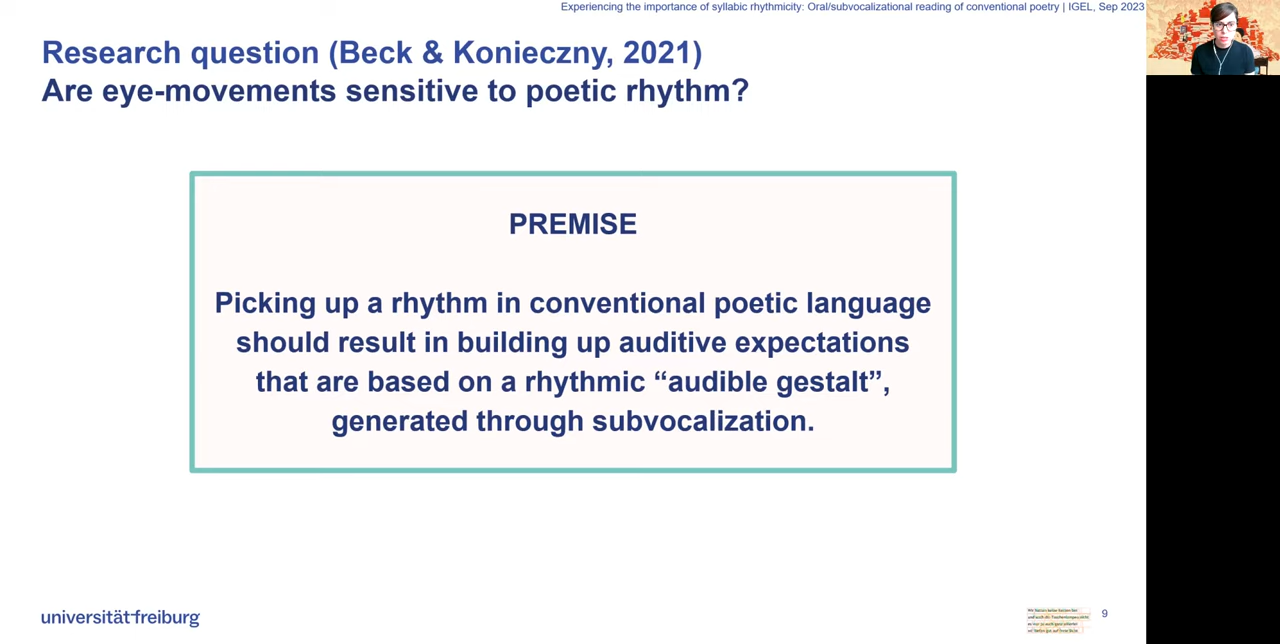 Experiencing the importance of syllabic rhythmicity: Oral/subvocalizational reading of conventional poetry | IGEL, Sep 2023
Research question (Beck & Konieczny, 2021)
Are eye-movements sensitive to poetic rhythm?
PREMISE
Picking up a rhythm in conventional poetic language
should result in building up auditive expectations
that are based on a rhythmic “audible gestalt”,
generated through subvocalization.
universität freiburg
9